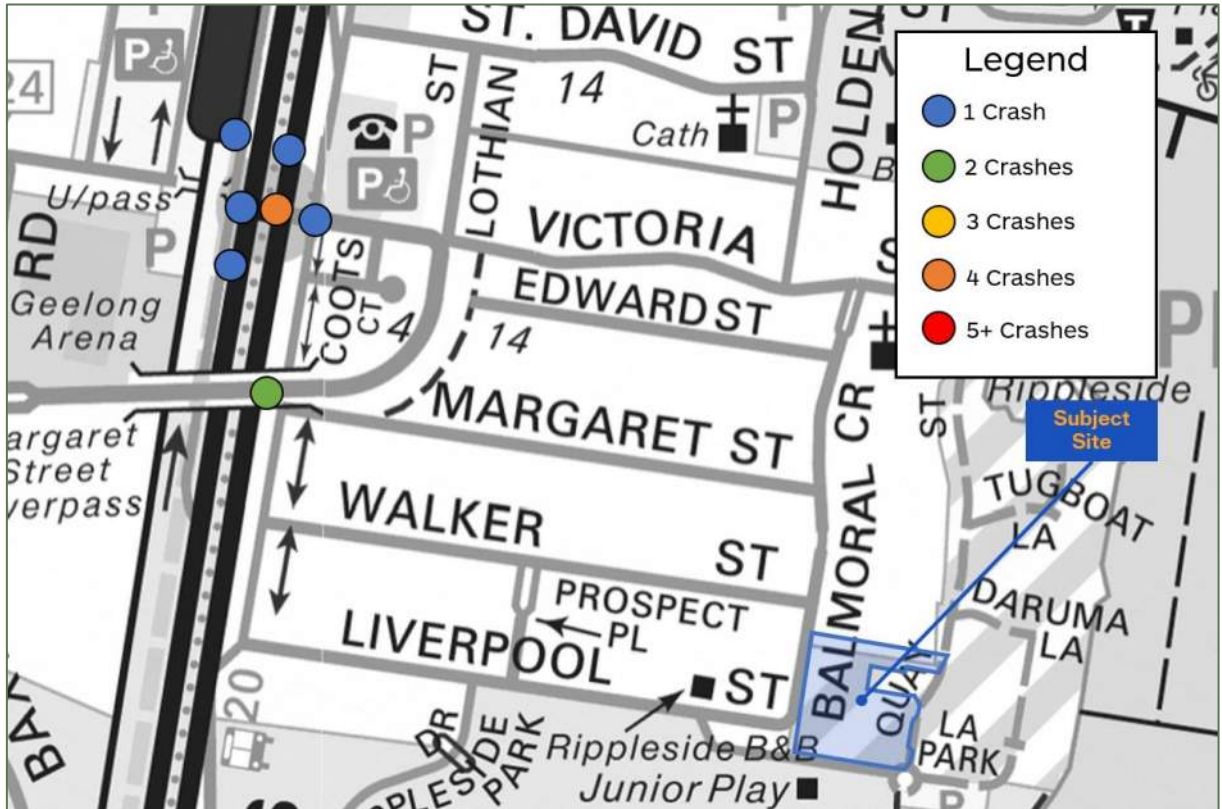 ST. DAVID ST
Legend
1 Crash
2 Crashes
3 Crashes
4 Crashes
5+ Crashes
HOLDEN
ST
T
P
24
ST
LOTHIAN
14
P
Cath
P
P
U/pass
P
RD
Geelong
Arena
VICTORIA
EDWARD ST
COOTS
CT
4
14
Rippleside
Subject
Site
argaret
Street
verpass
MARGARET ST
BALMORAL CR
ST
TUGBOAT
LA
WALKER
ST
PROSPECT
PL
DARUMA
LA
LIVERPOOL
ST
QUAY
LA
PARK
20
DR
PARK
Rippleside B&B
Junior Play
P